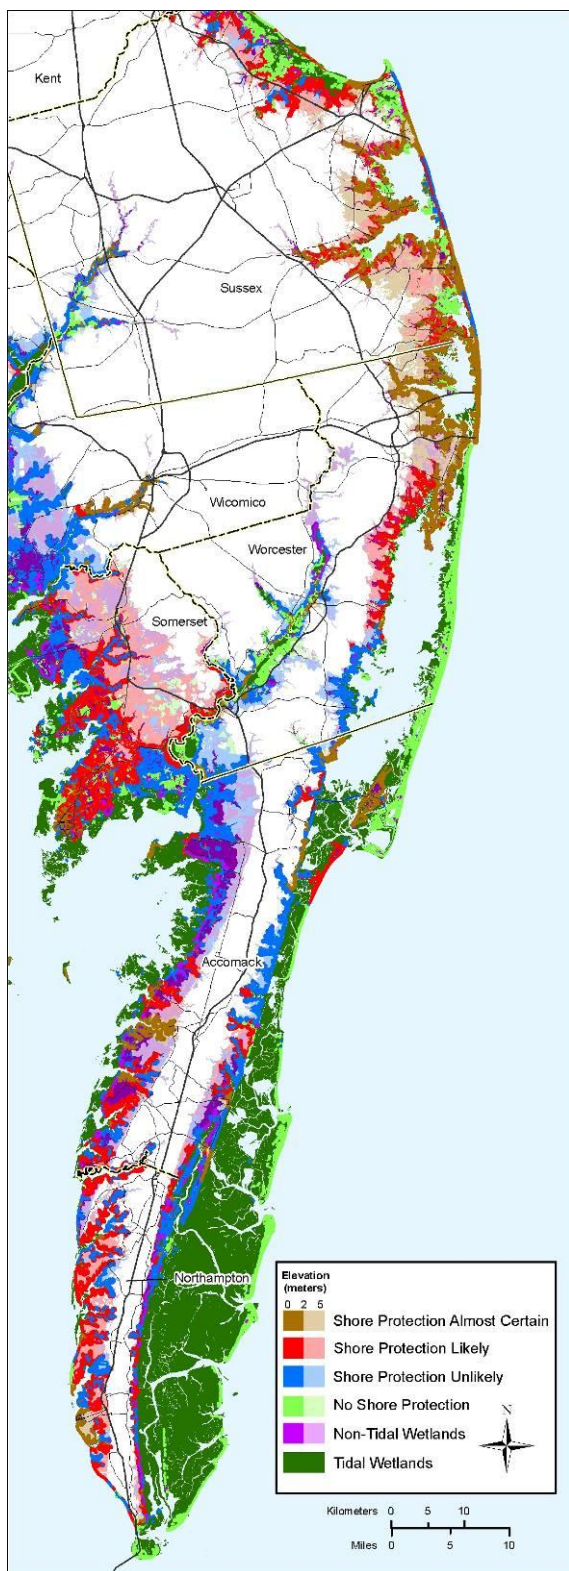 Kent
Sussex
Wicomico
Worcester
Somerset
Accomack
Northampton
Elevation
(meters)
0 2 5
Shore Protection Almost Certain
Shore Protection Likely
Shore Protection Unlikely
No Shore Protection
Non-Tidal Wetlands
Tidal Wetlands
N
Kilometers 0 5 10
Miles 0 5 10